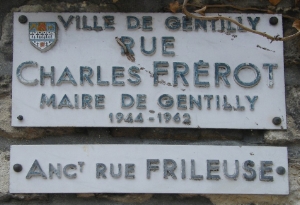 VILLE DE GENTILLY
RUE
CHARLES FRÉROT
MAIRE DE GENTILLY
1944-1962
ANCT RUE FRILEUSE